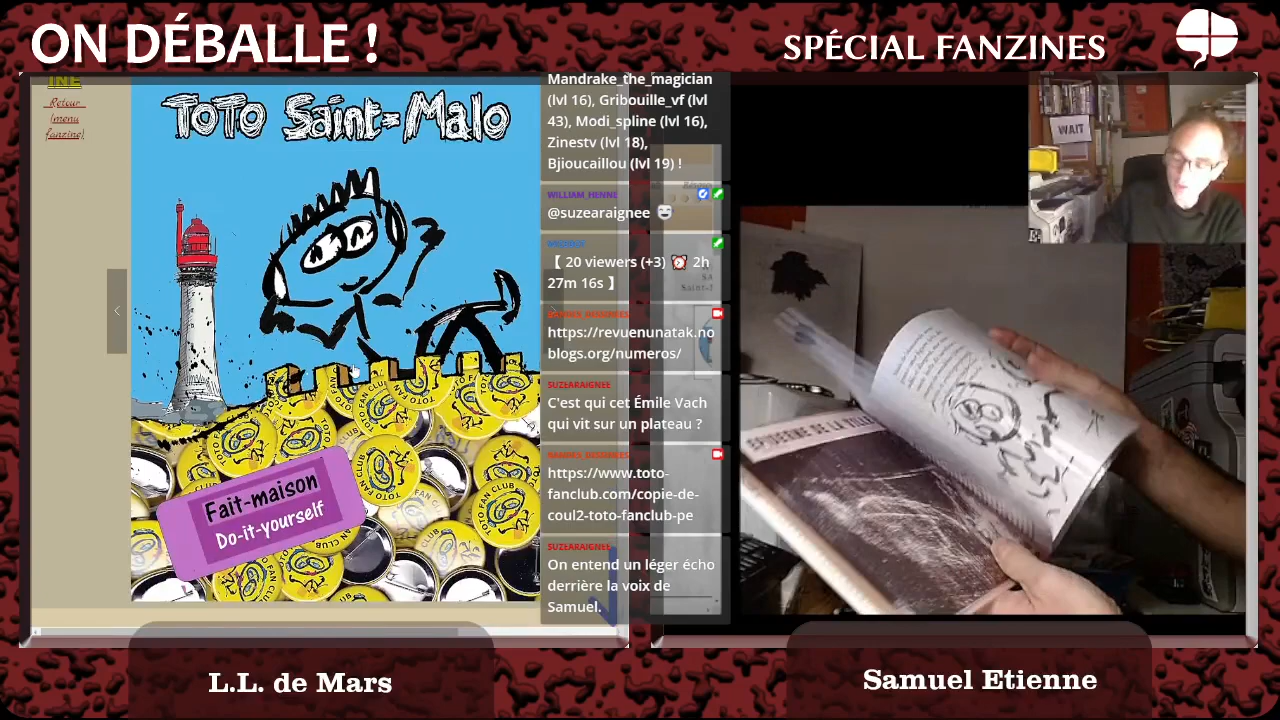 ON DÉBALLE !
SPÉCIAL FANZINES
INE
Retour
(menu
fanzine)
TOTO Saint-Malo
Fait-maison
Do-it-yourself
TOTO FAN CLUB
Mandrake_the_magician
(lvl 16), Gribouille_vf (lvl
43), Modi_spline (lvl 16),
Zinestv (lvl 18),
Bjioucaillou (lvl 19) !
WILLIAM_HENNE
@suzearaignee
【 20 viewers (+3) ⏰ 2h
27m 16s 】
https://revuenunatak.no
blogs.org/numeros/
SUZEARAIGNEE
C'est qui cet Émile Vach
qui vit sur un plateau ?
https://www.toto-
fanclub.com/copie-de-
coul2-toto-fanclub-pe
SUZEARAIGNEE
On entend un léger écho
derrière la voix de
Samuel.
WAIT
L.L. de Mars
Samuel Etienne